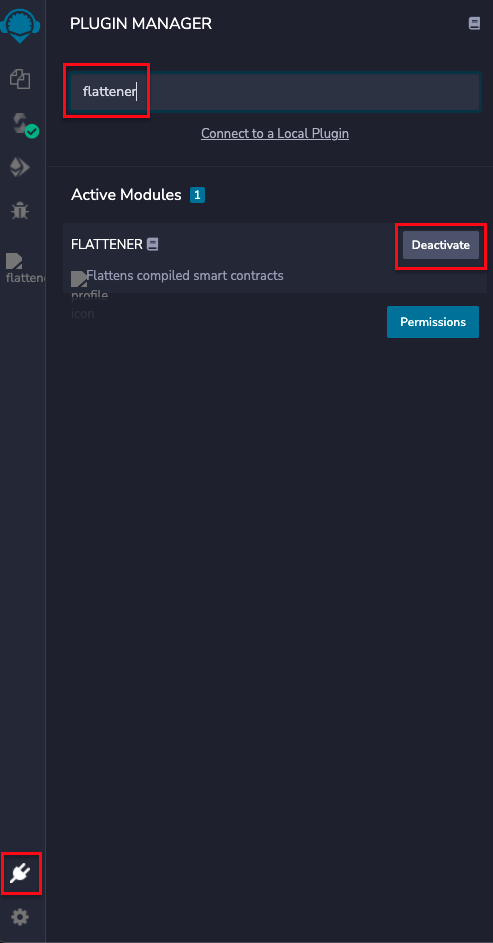 PLUGIN MANAGER
flattener
Connect to a Local Plugin
Active Modules 1
FLATTENER
Deactivate
Flattens compiled smart contracts
profile
icon
Permissions
flatten